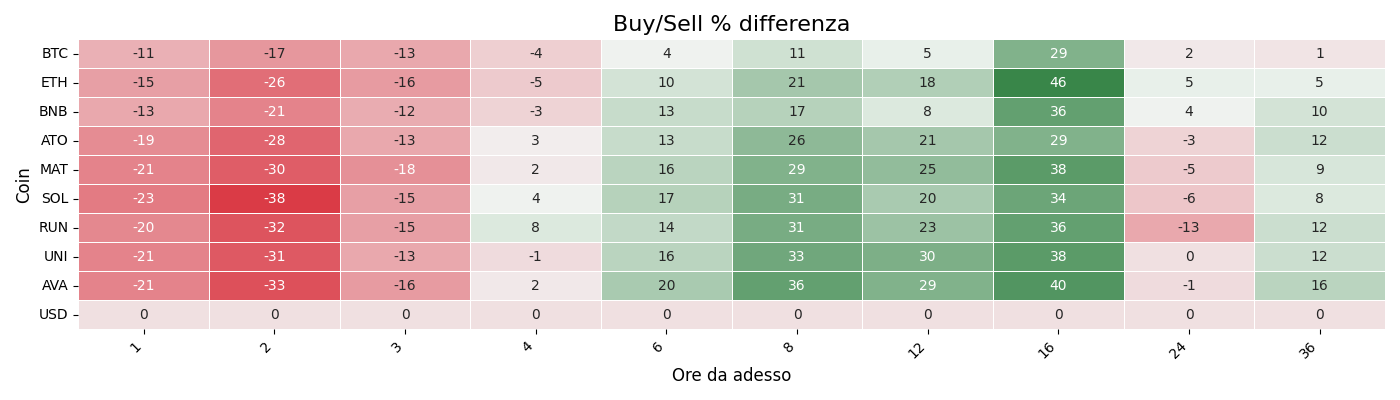 Buy/Sell % differenza
Coin
BTC -11 -17 -13 -4 4 11 5 29 2 1
ETH -15 -26 -16 -5 10 21 18 46 5 5
BNB -13 -21 -12 -3 13 17 8 36 4 10
ATO -19 -28 -13 3 13 26 21 29 -3 12
MAT -21 -30 -18 2 16 29 25 38 -5 9
SOL -23 -38 -15 4 17 31 20 34 -6 8
RUN -20 -32 -15 8 14 31 23 36 -13 12
UNI -21 -31 -13 -1 16 33 30 38 0 12
AVA -21 -33 -16 2 20 36 29 40 -1 16
USD 0 0 0 0 0 0 0 0 0 0
1 2 3 4 6 8 12 16 24 36
Ore da adesso